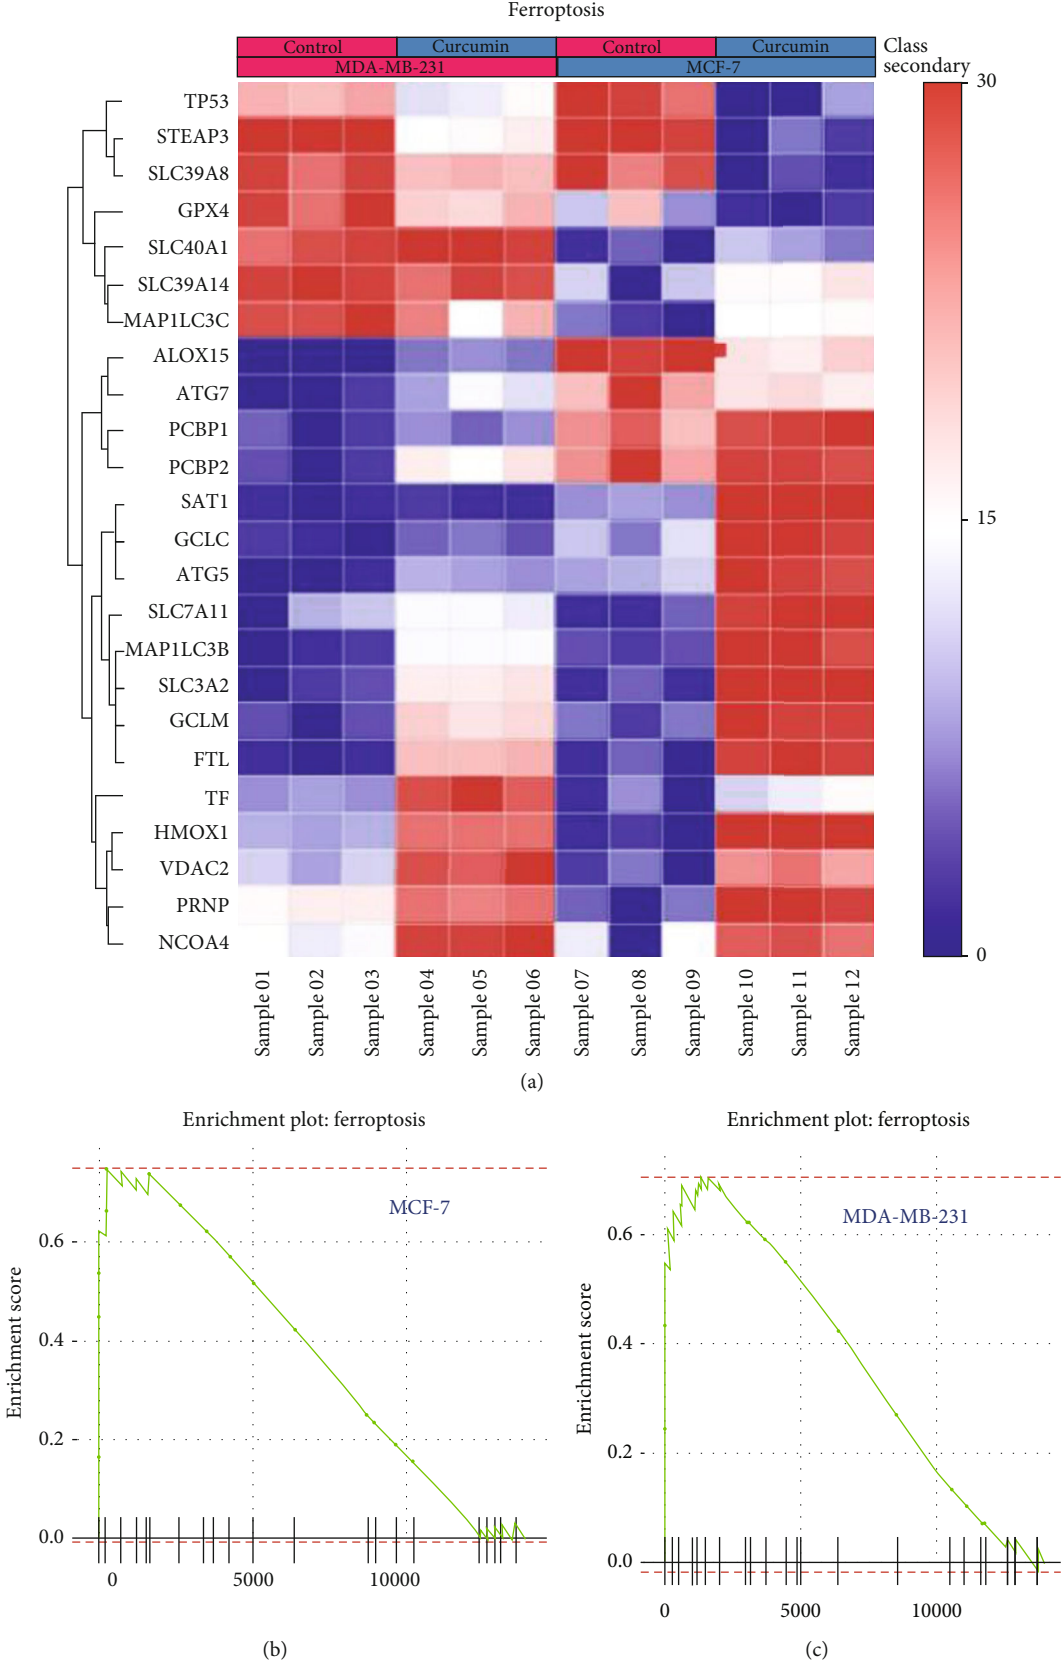 Ferroptosis
Control Curcumin Control Curcumin Class
MDA-MB-231 MCF-7 secondary
TP53
STEAP3
SLC39A8
GPX4
SLC40A1
SLC39A14
MAP1LC3C
ALOX15
ATG7
PCBP1
PCBP2
SAT1
GCLC
ATG5
SLC7A11
MAP1LC3B
SLC3A2
GCLM
FTL
TF
HMOX1
VDAC2
PRNP
NCOA4
30
15
0
Sample 01
Sample 02
Sample 03
Sample 04
Sample 05
Sample 06
Sample 07
Sample 08
Sample 09
Sample 10
Sample 11
Sample 12
(a)
Enrichment plot: ferroptosis
MCF-7
Enrichment score
0.6
0.4
0.2
0.0
0 5000 10000
(b)
Enrichment plot: ferroptosis
MDA-MB-231
Enrichment score
0.6
0.4
0.2
0.0
0 5000 10000
(c)